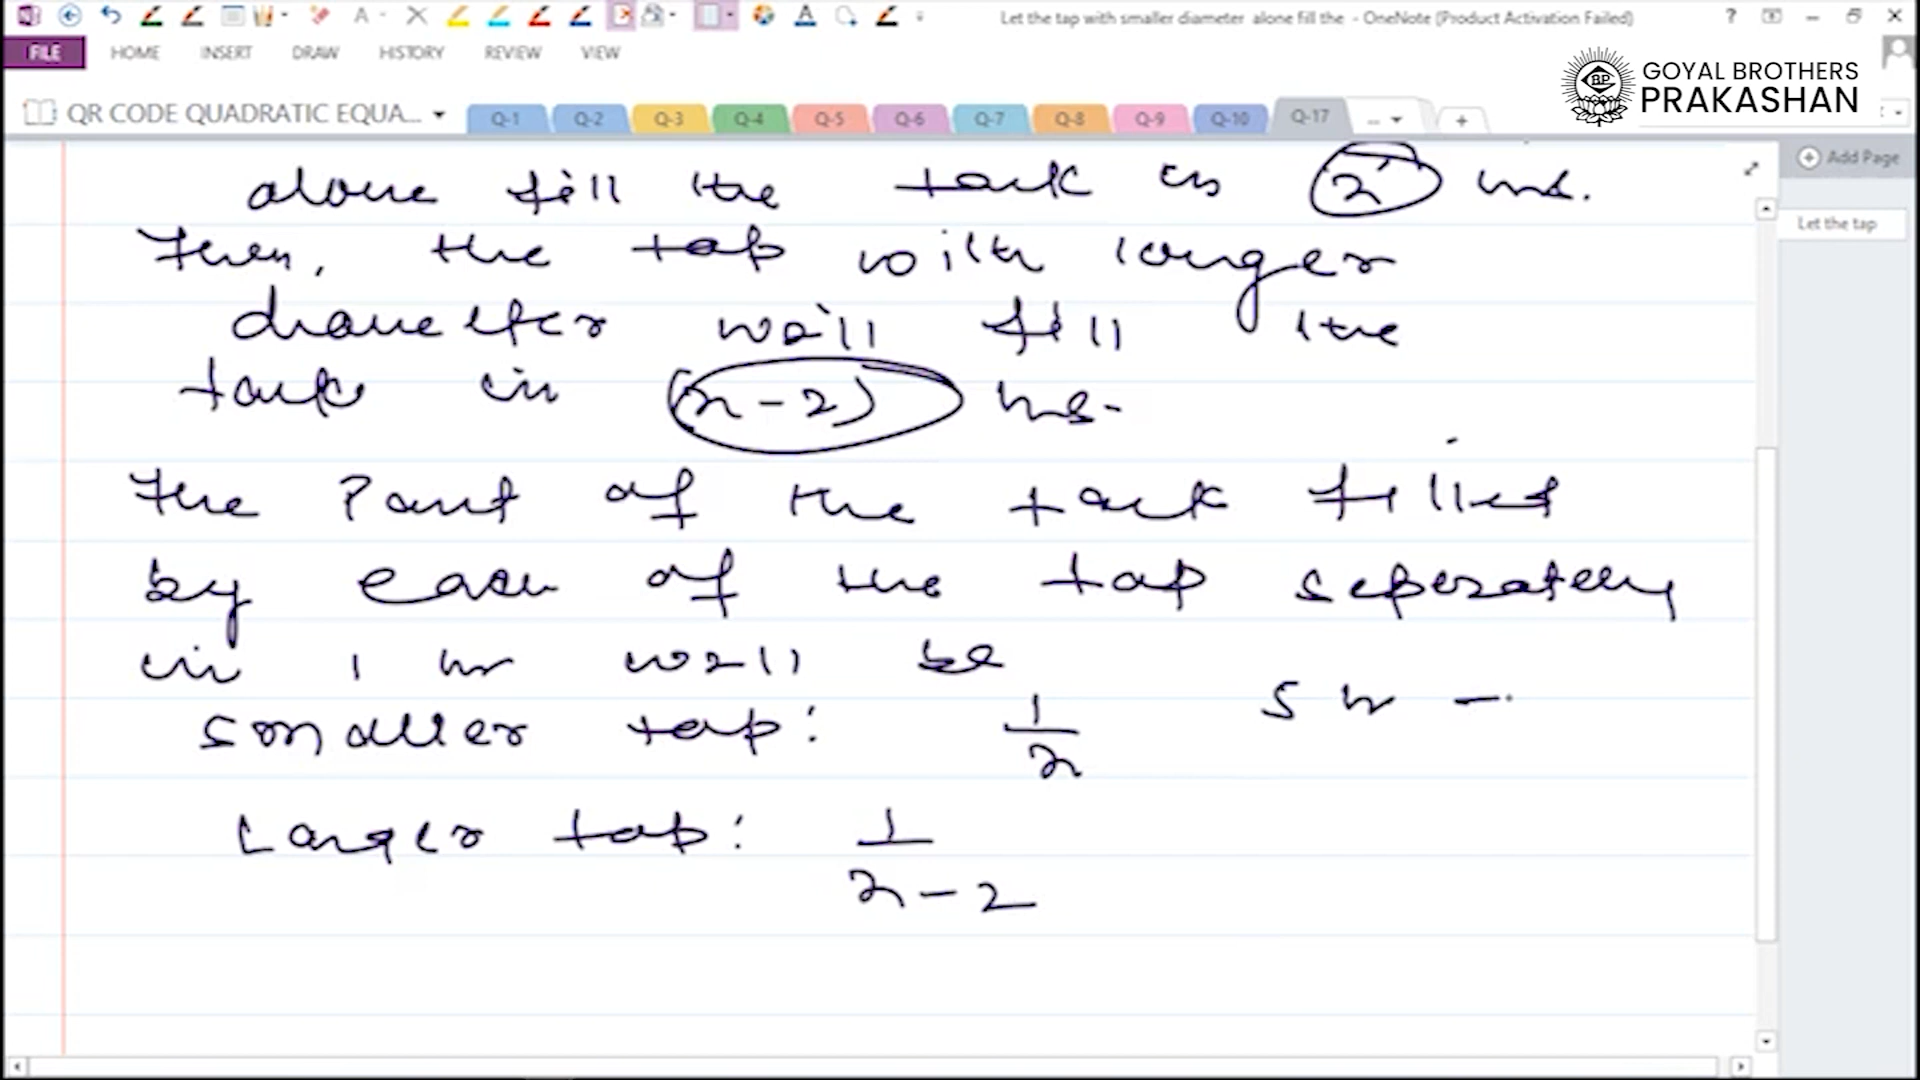 Let the tap with smaller diameter alone fill the - OneNote (Product Activation Failed)
FILE HOME INSERT DRAW HISTORY REVIEW VIEW
GOYAL BROTHERS
PRAKASHAN
QR CODE QUADRATIC EQUA... Q-1 Q-2 Q-3 Q-4 Q-5 Q-6 Q-7 Q-8 Q-9 Q-10 Q-17
Add Page
Let the tap
alone fill the tank in x hrs.
Then, the tap with larger
diameter will fill the
tank in (x-2) hrs.
The Part of the tank filled
by each of the tap seperately
in 1 hr will be
smaller tap: 1/x
5 hr -
Larger tap: 1/x-2